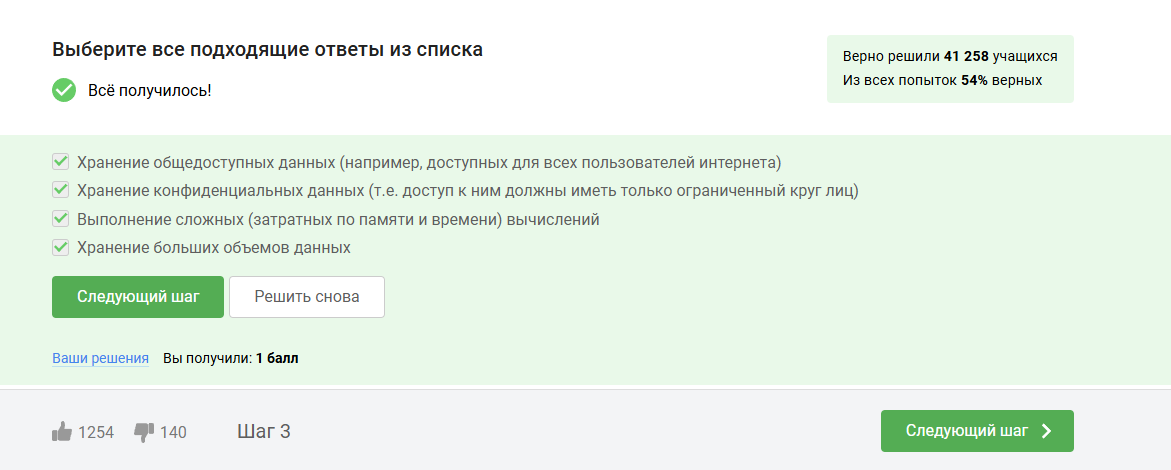 Выберите все подходящие ответы из списка
Всё получилось!
Верно решили 41 258 учащихся
Из всех попыток 54% верных
Хранение общедоступных данных (например, доступных для всех пользователей интернета)
Хранение конфиденциальных данных (т.е. доступ к ним должны иметь только ограниченный круг лиц)
Выполнение сложных (затратных по памяти и времени) вычислений
Хранение больших объемов данных
Следующий шаг
Решить снова
Ваши решения Вы получили: 1 балл
1254 140 Шаг 3
Следующий шаг